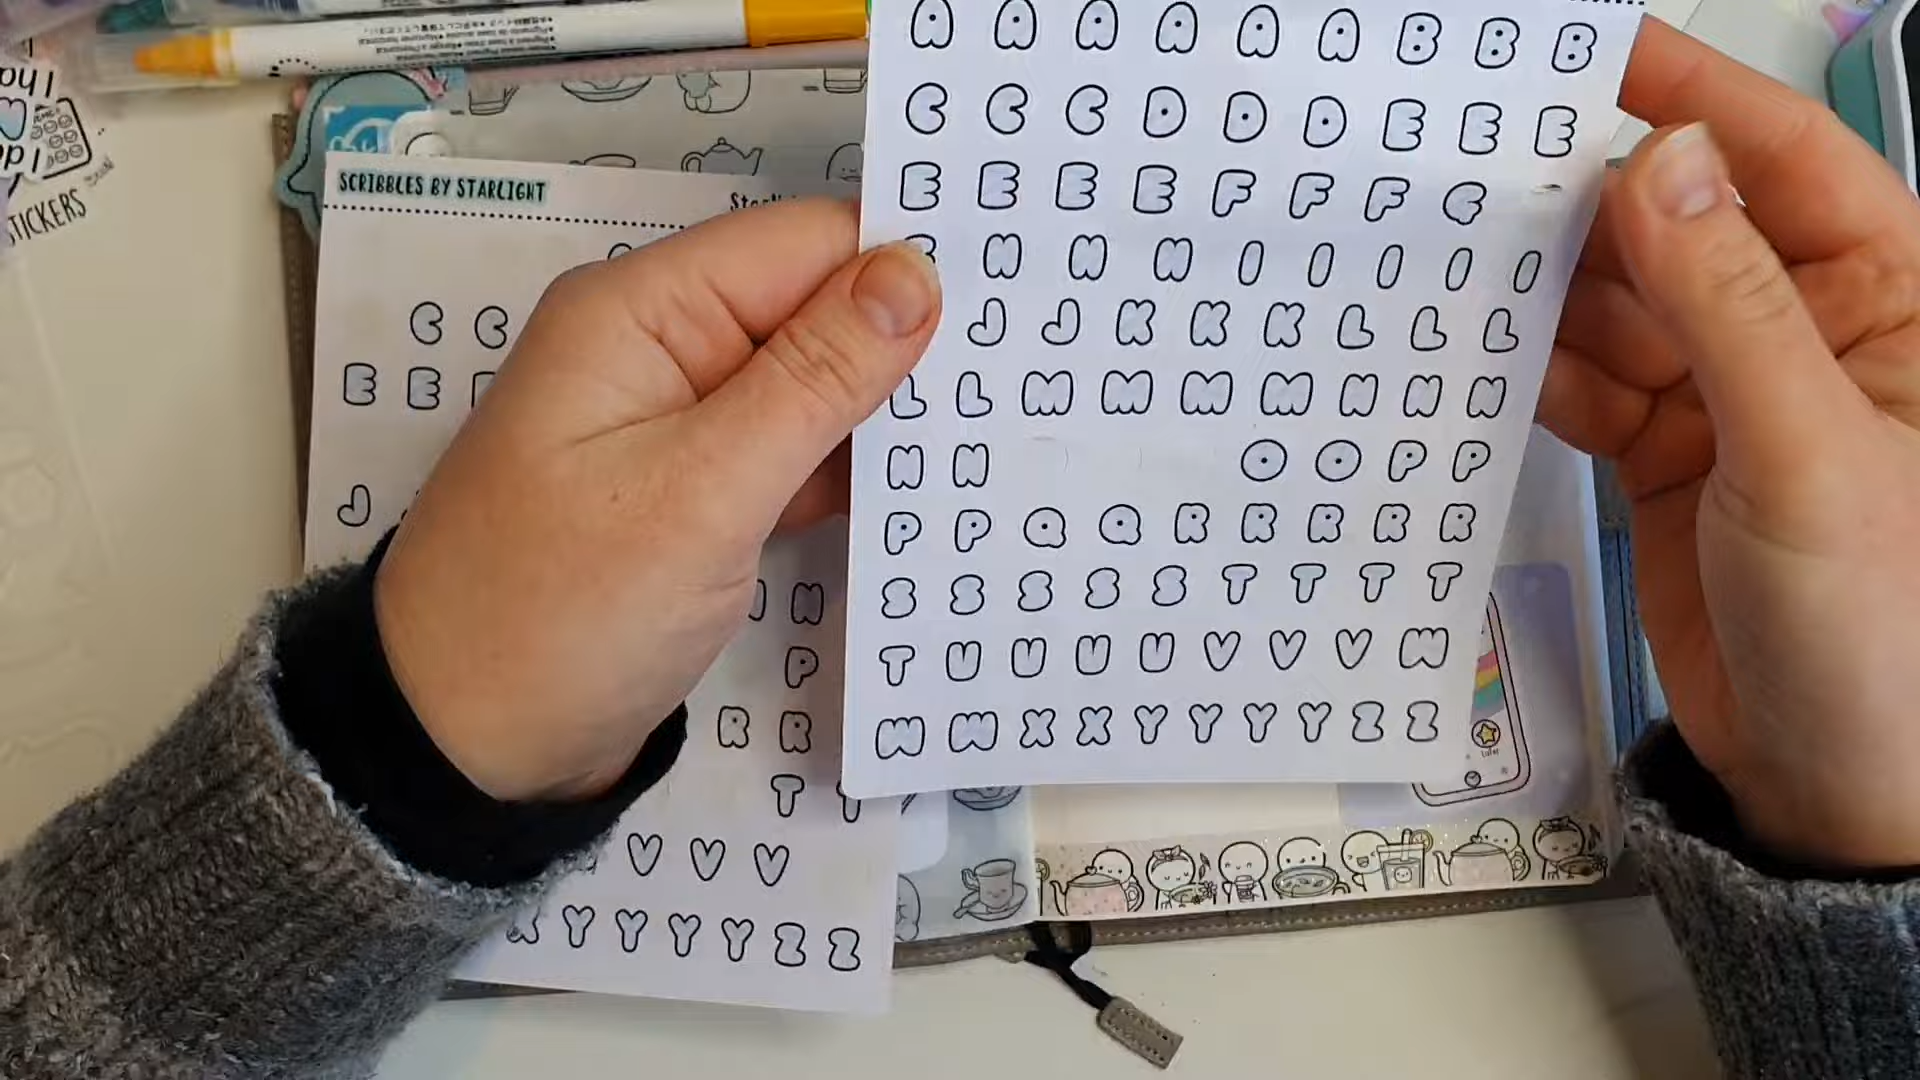 A A A A A A B B B
C C C D D D E E E
E E E E F F F G
H H H I I I I I
J J K K K L L L
L L M M M M N N N
N N O O P P
P P Q Q R R R R R
S S S S S T T T T
T U U U U V V V W
W W X X Y Y Y Y Z Z
SCRIBBLES BY STARLIGHT
C C
E E
J
N
P
R R
T T
V V V
X Y Y Y Y Z Z
STICKERS